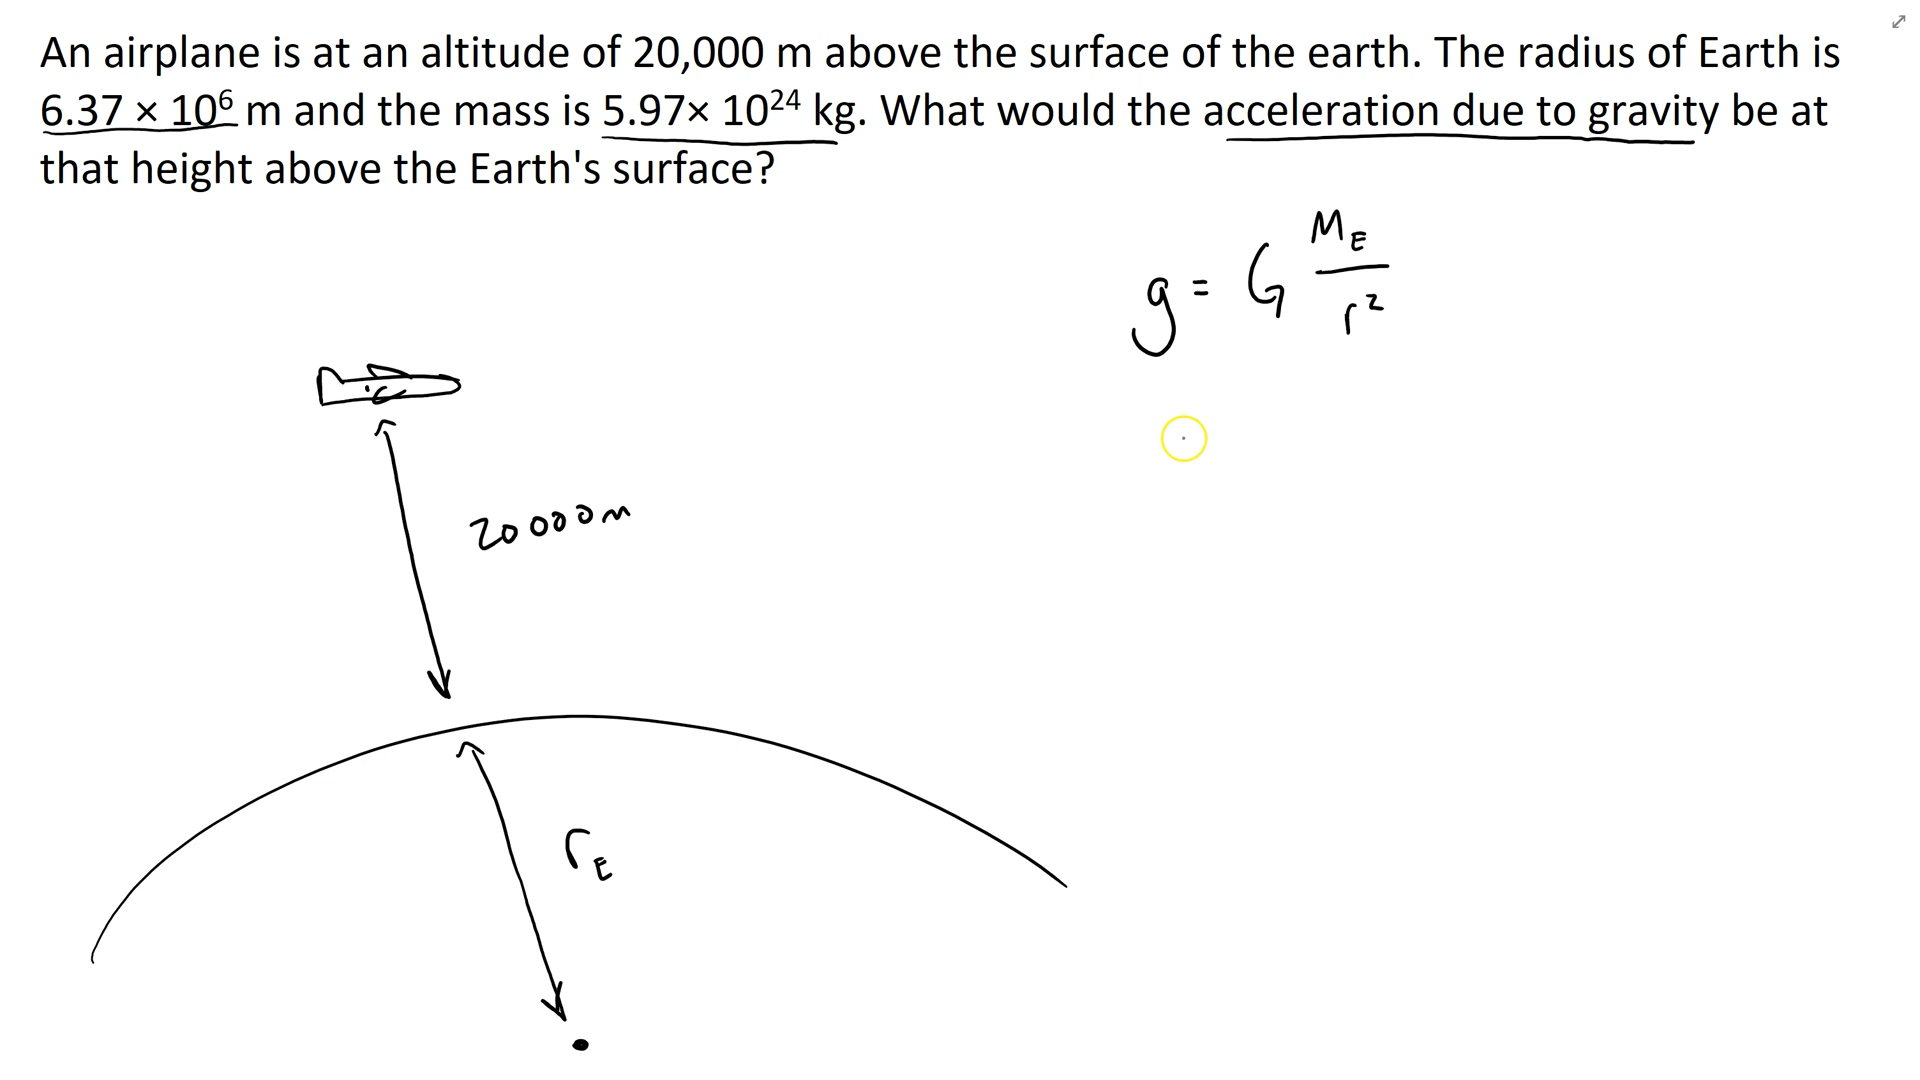 An airplane is at an altitude of 20,000 m above the surface of the earth. The radius of Earth is
6.37 × 10⁶ m and the mass is 5.97× 10²⁴ kg. What would the acceleration due to gravity be at
that height above the Earth's surface?
g = G M_E / r²
20000m
r_E